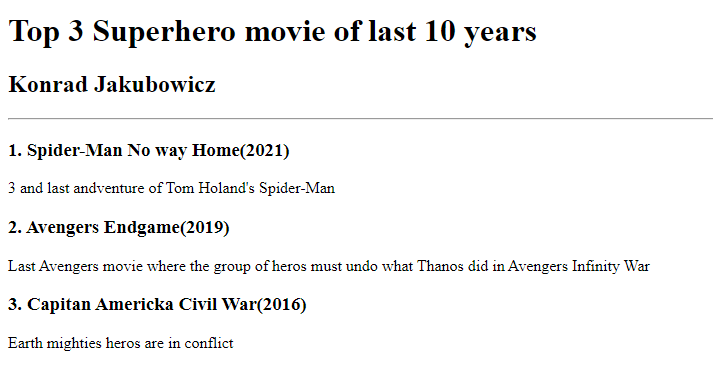 Top 3 Superhero movie of last 10 years
Konrad Jakubowicz
1. Spider-Man No way Home(2021)
3 and last andventure of Tom Holand's Spider-Man
2. Avengers Endgame(2019)
Last Avengers movie where the group of heros must undo what Thanos did in Avengers Infinity War
3. Capitan Americka Civil War(2016)
Earth mighties heros are in conflict